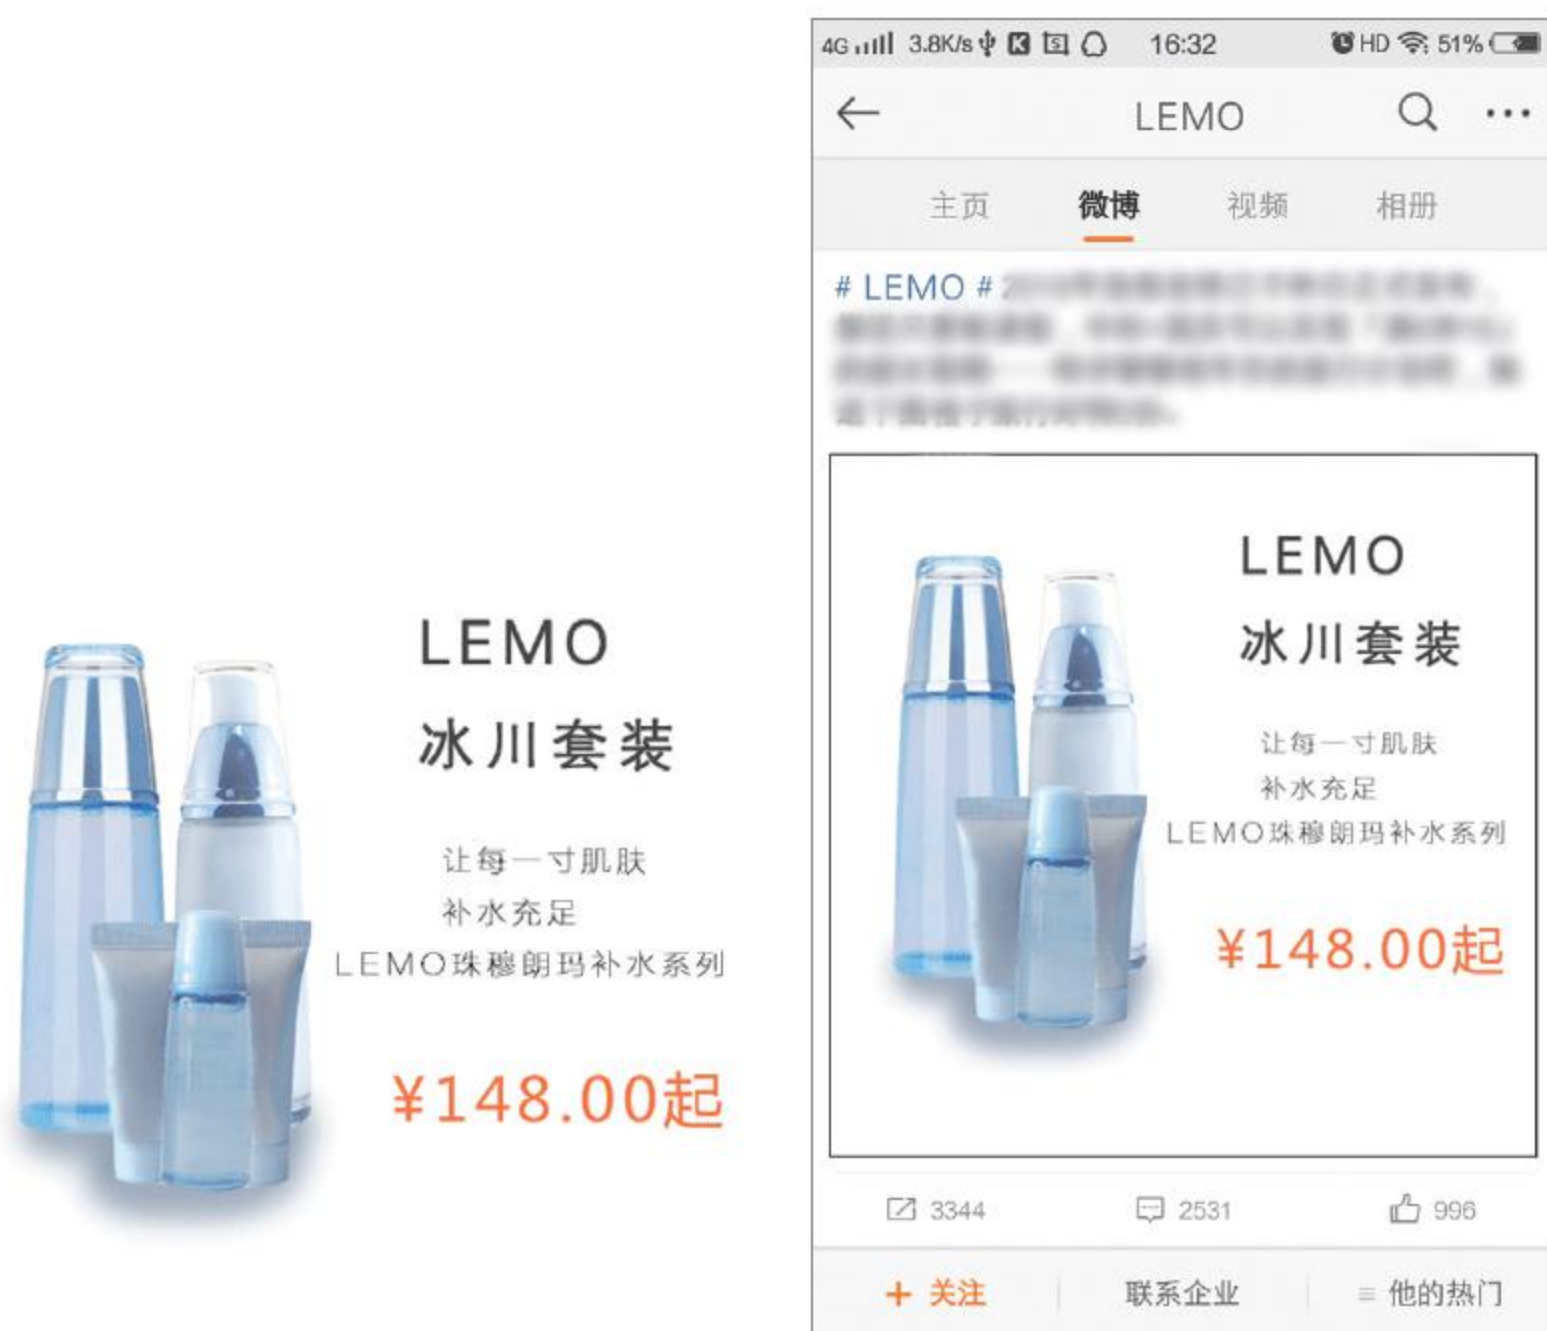 LEMO
冰川套装
让每一寸肌肤
补水充足
LEMO珠穆朗玛补水系列
¥148.00起
4G 3.8K/s 16:32 HD 51%
LEMO
主页 微博 视频 相册
# LEMO #
LEMO
冰川套装
让每一寸肌肤
补水充足
LEMO珠穆朗玛补水系列
¥148.00起
3344 2531 996
+ 关注 联系企业 ≡ 他的热门